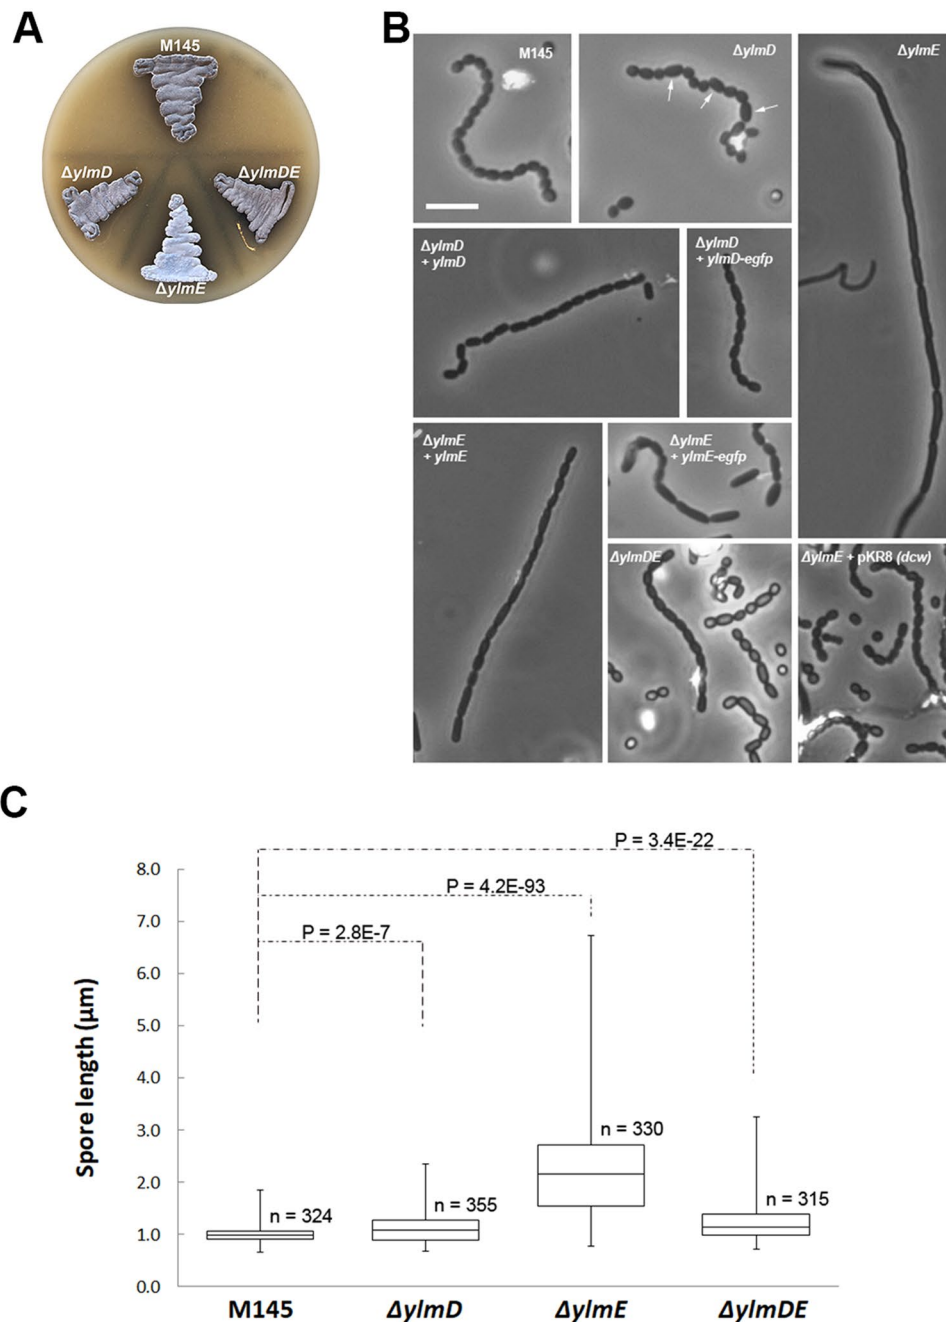 A
M145
ΔylmD
ΔylmDE
ΔylmE
B
M145
ΔylmD
ΔylmE
ΔylmD
+ ylmD
ΔylmD
+ ylmD-egfp
ΔylmE
+ ylmE
ΔylmE
+ ylmE-egfp
ΔylmDE
ΔylmE + pKR8 (dcw)
C
P = 3.4E-22
P = 4.2E-93
P = 2.8E-7
8.0
7.0
6.0
5.0
4.0
3.0
2.0
1.0
0.0
Spore length (μm)
n = 324
n = 355
n = 330
n = 315
M145
ΔylmD
ΔylmE
ΔylmDE